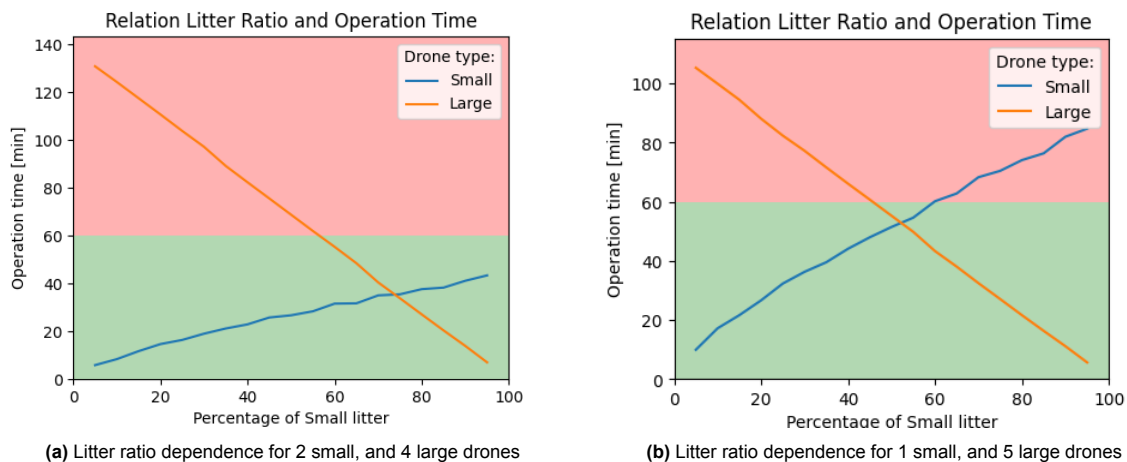 Relation Litter Ratio and Operation Time
140
120
100
80
60
40
20
0
Operation time [min]
Drone type:
Small
Large
0 20 40 60 80 100
Percentage of Small litter
(a) Litter ratio dependence for 2 small, and 4 large drones
Relation Litter Ratio and Operation Time
100
80
60
40
20
0
Operation time [min]
Drone type:
Small
Large
0 20 40 60 80 100
Percentage of Small litter
(b) Litter ratio dependence for 1 small, and 5 large drones